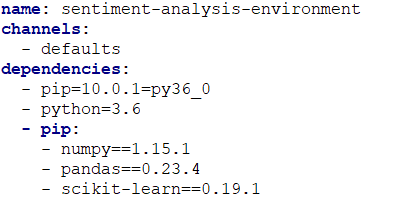 name: sentiment-analysis-environment
channels:
  - defaults
dependencies:
  - pip=10.0.1=py36_0
  - python=3.6
  - pip:
    - numpy==1.15.1
    - pandas==0.23.4
    - scikit-learn==0.19.1